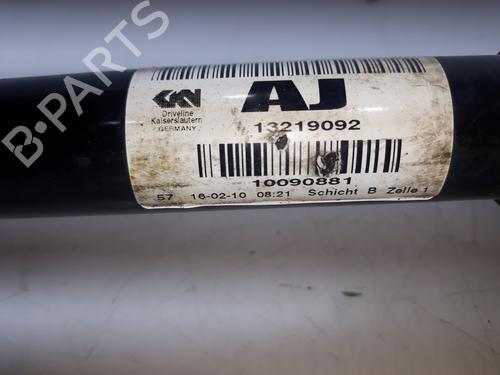 GKN
Driveline
Kaiserslautern
GERMANY
AJ
13219092
10090881
57 16-02-10 08:21 Schicht B Zelle 1
B-PARTS